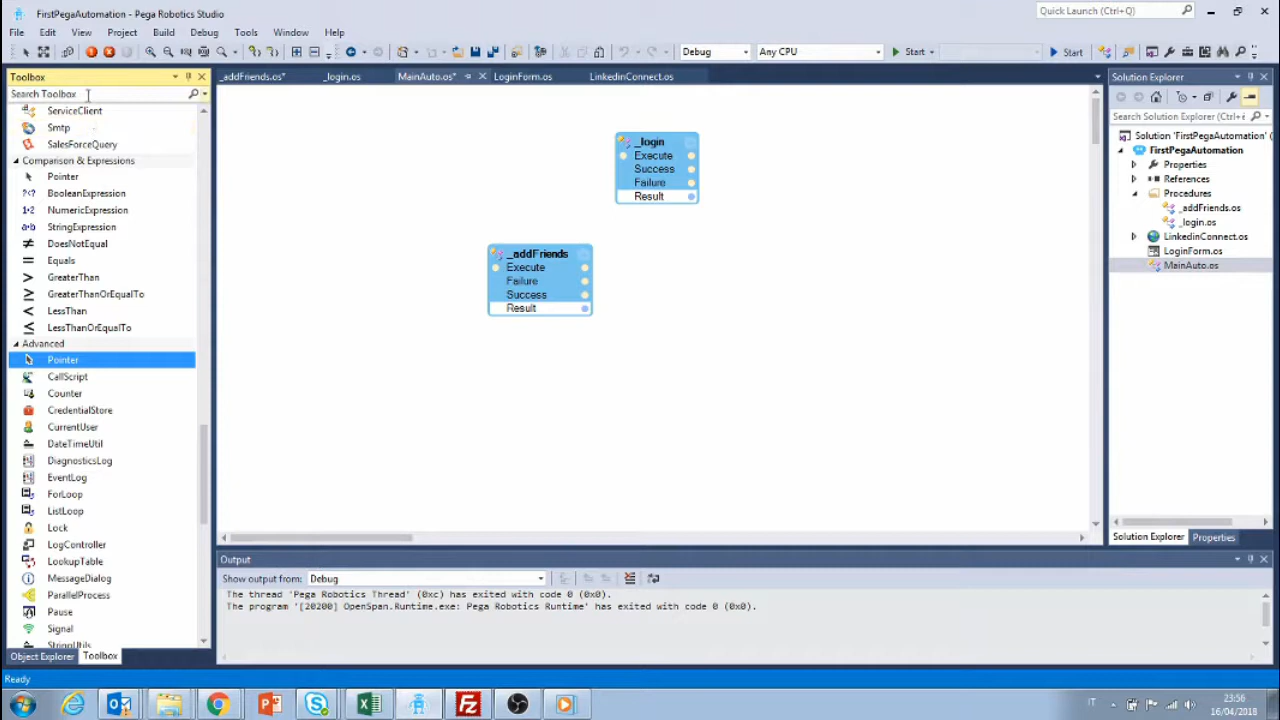 FirstPegaAutomation - Pega Robotics Studio
Quick Launch (Ctrl+Q)
File Edit View Project Build Debug Tools Window Help
Debug Any CPU Start Start
Toolbox
Search Toolbox
ServiceClient
Smtp
SalesForceQuery
Comparison & Expressions
Pointer
BooleanExpression
NumericExpression
StringExpression
DoesNotEqual
Equals
GreaterThan
GreaterThanOrEqualTo
LessThan
LessThanOrEqualTo
Advanced
Pointer
CallScript
Counter
CredentialStore
CurrentUser
DateTimeUtil
DiagnosticsLog
EventLog
ForLoop
ListLoop
Lock
LogController
LookupTable
MessageDialog
ParallelProcess
Pause
Signal
StringUtils
Object Explorer Toolbox
_addFriends.os* _login.os MainAuto.os* LoginForm.os LinkedinConnect.os
_login
Execute
Success
Failure
Result
_addFriends
Execute
Failure
Success
Result
Output
Show output from: Debug
The thread 'Pega Robotics Thread' (0xc) has exited with code 0 (0x0).
The program '[20200] OpenSpan.Runtime.exe: Pega Robotics Runtime' has exited with code 0 (0x0).
Solution Explorer
Search Solution Explorer (Ctrl+è
Solution 'FirstPegaAutomation' (
FirstPegaAutomation
Properties
References
Procedures
_addFriends.os
_login.os
LinkedinConnect.os
LoginForm.os
MainAuto.os
Solution Explorer Properties
Ready
IT
23:56
16/04/2018